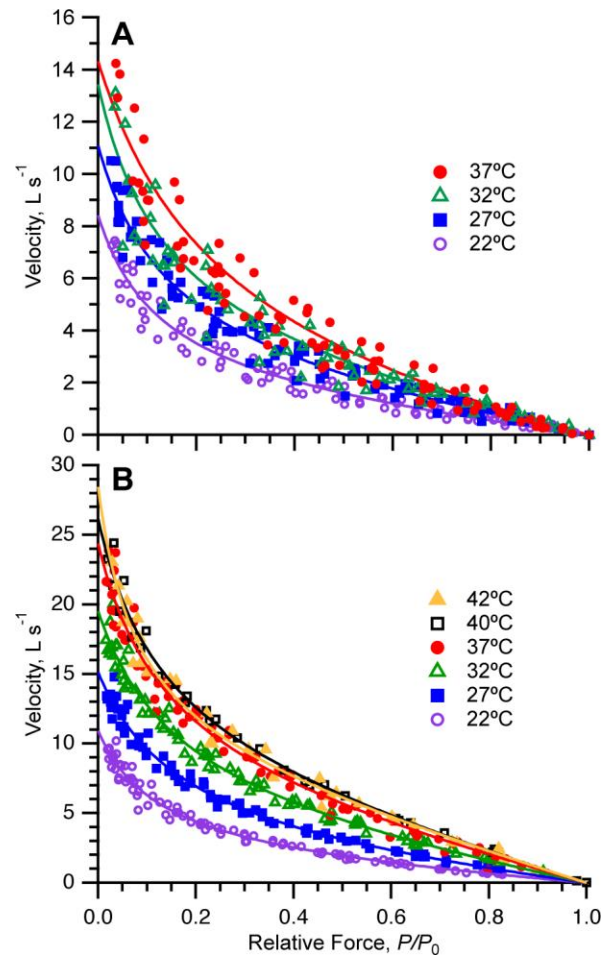 A
16
14
12
10
8
6
4
2
0
Velocity, L s⁻¹
37ºC
32ºC
27ºC
22ºC
B
30
25
20
15
10
5
0
Velocity, L s⁻¹
42ºC
40ºC
37ºC
32ºC
27ºC
22ºC
0.0 0.2 0.4 0.6 0.8 1.0
Relative Force, P/P₀